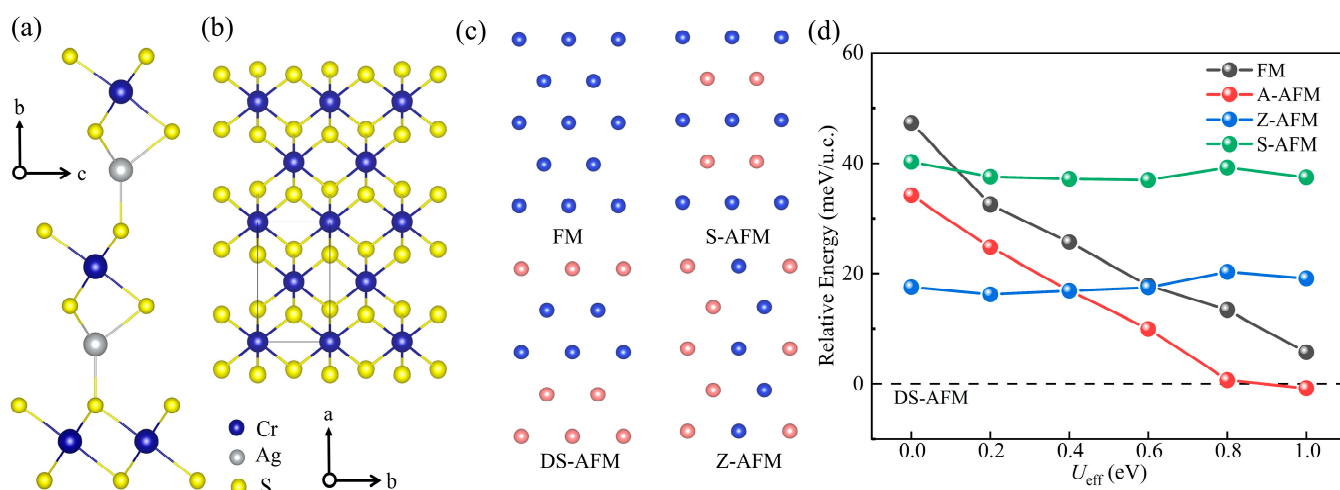 (a)
b
c
(b)
Cr
Ag
S
a
b
(c)
FM
S-AFM
DS-AFM
Z-AFM
(d)
Relative Energy (meV/u.c.)
60
40
20
0
FM
A-AFM
Z-AFM
S-AFM
DS-AFM
0.0 0.2 0.4 0.6 0.8 1.0
Ueff (eV)